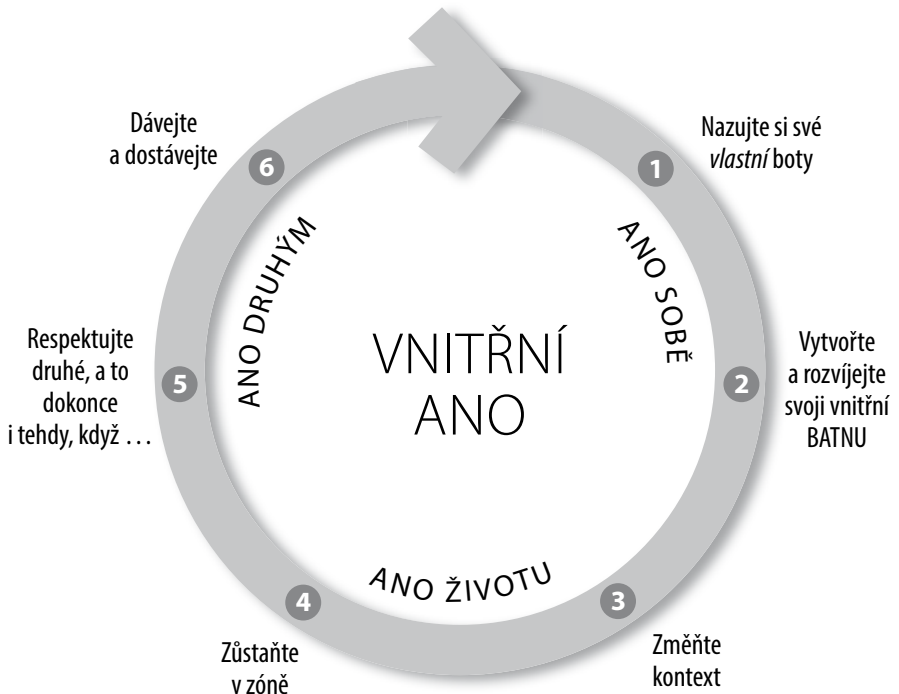 1
Nazujte si své
vlastní boty
2
Vytvořte
a rozvíjejte
svoji vnitřní
BATNU
3
Změňte
kontext
4
Zůstaňte
v zóně
5
Respektujte
druhé, a to
dokonce
i tehdy, když …
6
Dávejte
a dostávejte
ANO SOBĚ
ANO ŽIVOTU
ANO DRUHÝM
VNITŘNÍ
ANO